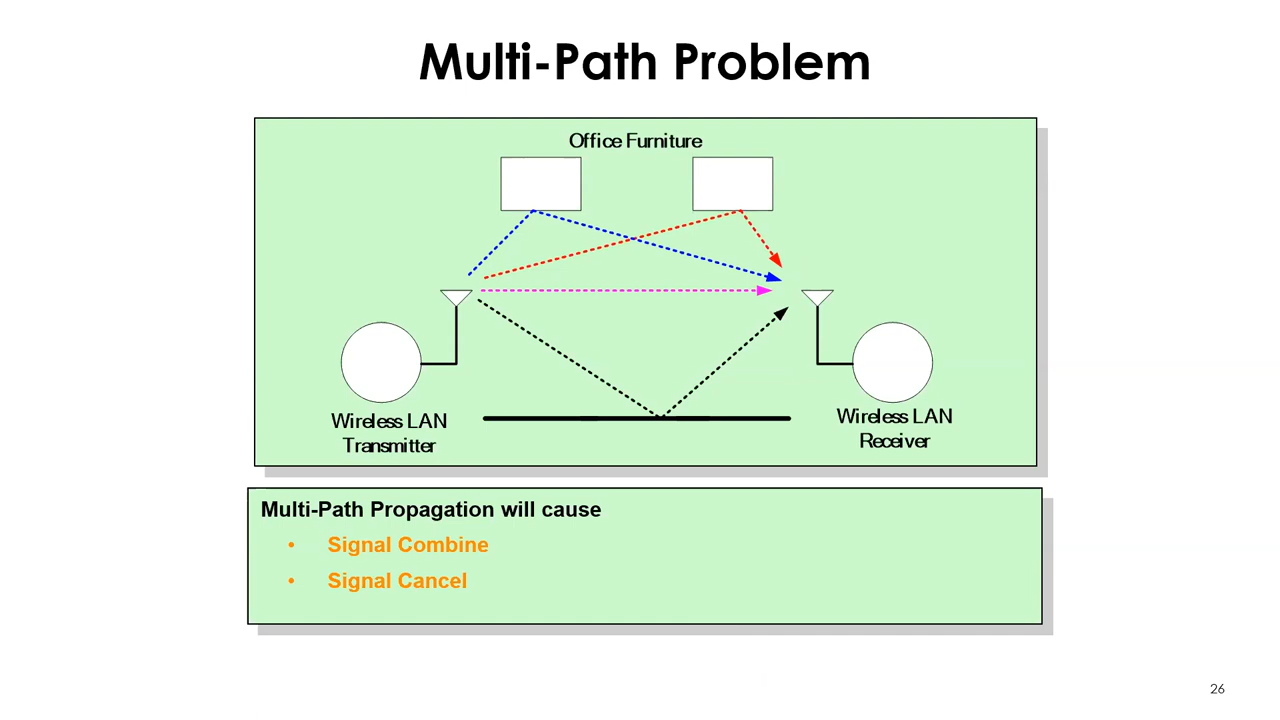 Multi-Path Problem
Office Furniture
Wireless LAN
Transmitter
Wireless LAN
Receiver
Multi-Path Propagation will cause
• Signal Combine
• Signal Cancel
26